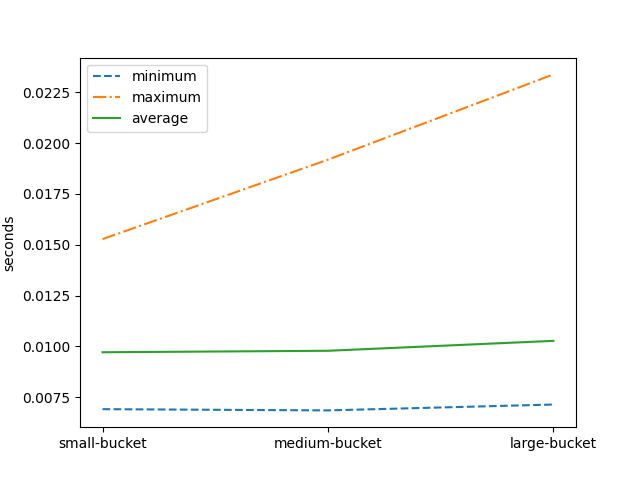 minimum
maximum
average
0.0225
0.0200
0.0175
0.0150
0.0125
0.0100
0.0075
seconds
small-bucket medium-bucket large-bucket